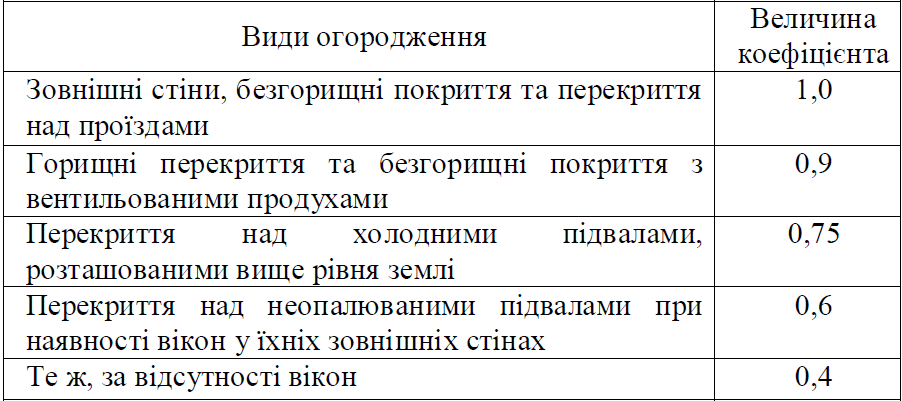 Види огородження
Величина
коефіцієнта
Зовнішні стіни, безгорищні покриття та перекриття
над проїздами
1,0
Горищні перекриття та безгорищні покриття з
вентильованими продухами
0,9
Перекриття над холодними підвалами,
розташованими вище рівня землі
0,75
Перекриття над неопалюваними підвалами при
наявності вікон у їхніх зовнішніх стінах
0,6
Те ж, за відсутності вікон
0,4